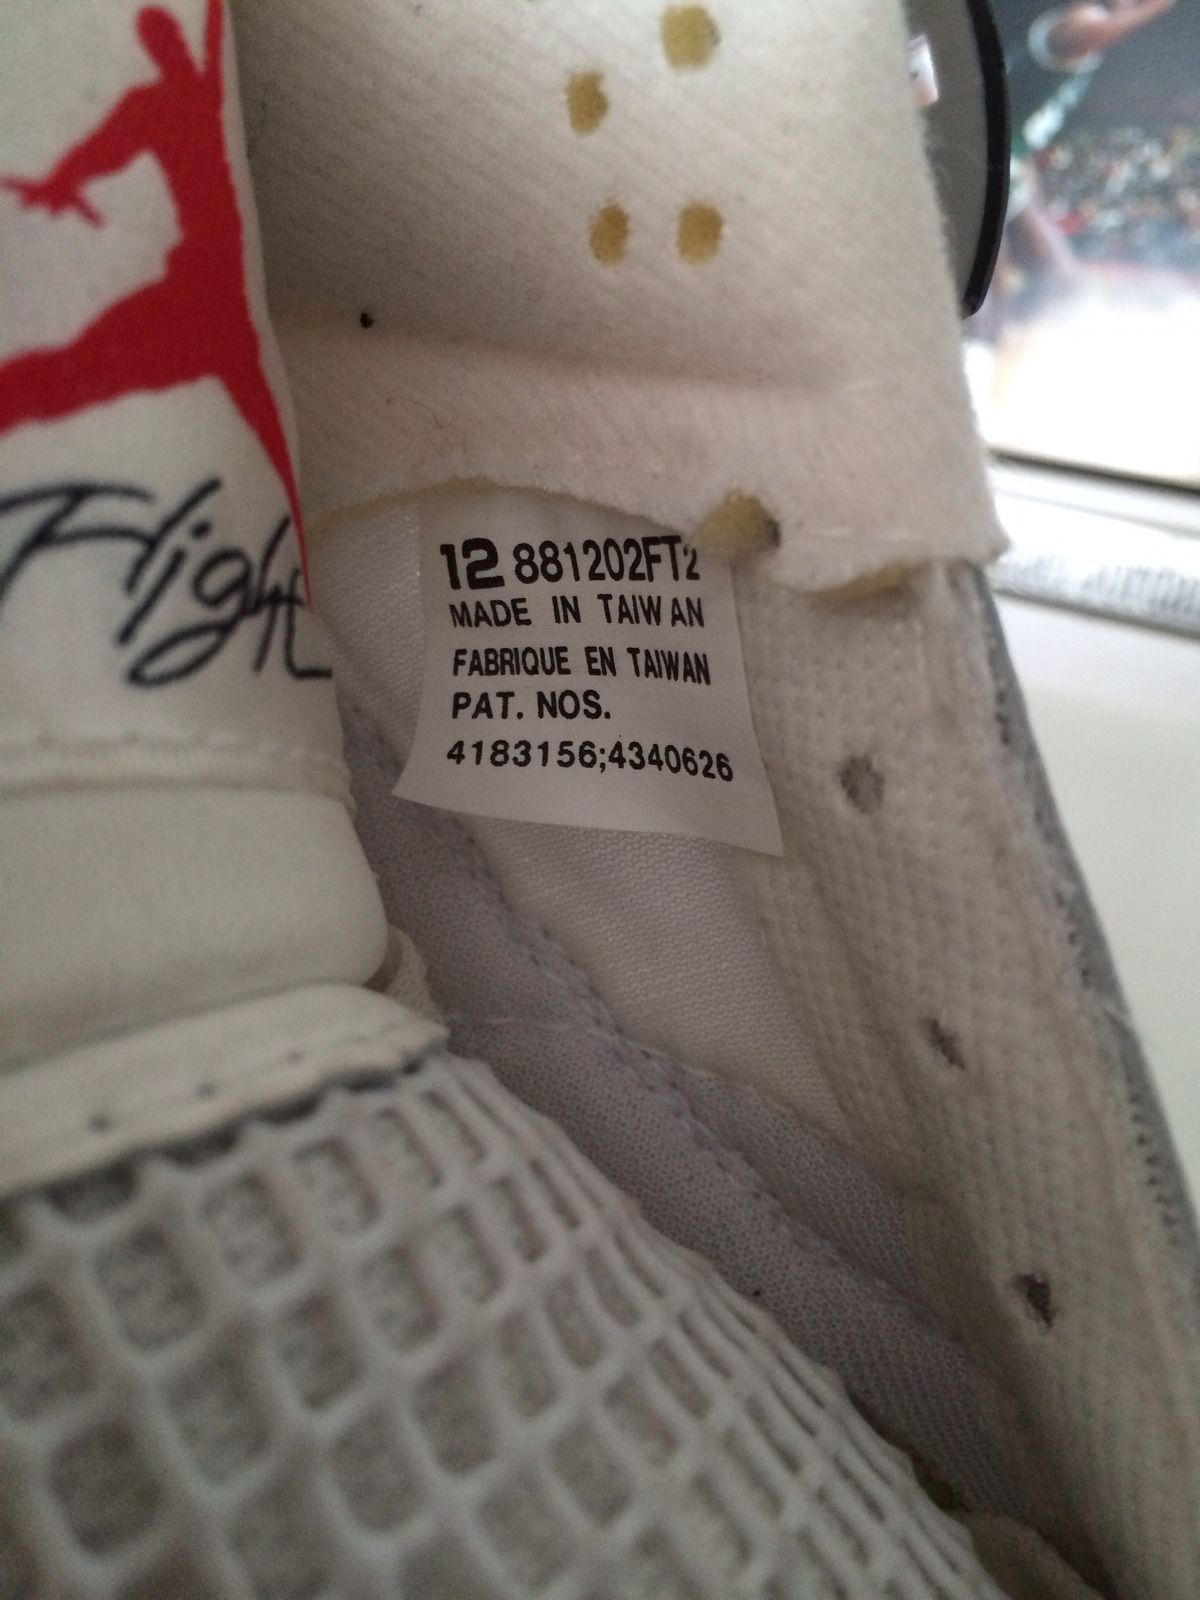 Flight
12 881202FT2
MADE IN TAIWAN
FABRIQUE EN TAIWAN
PAT. NOS.
4183156;4340626